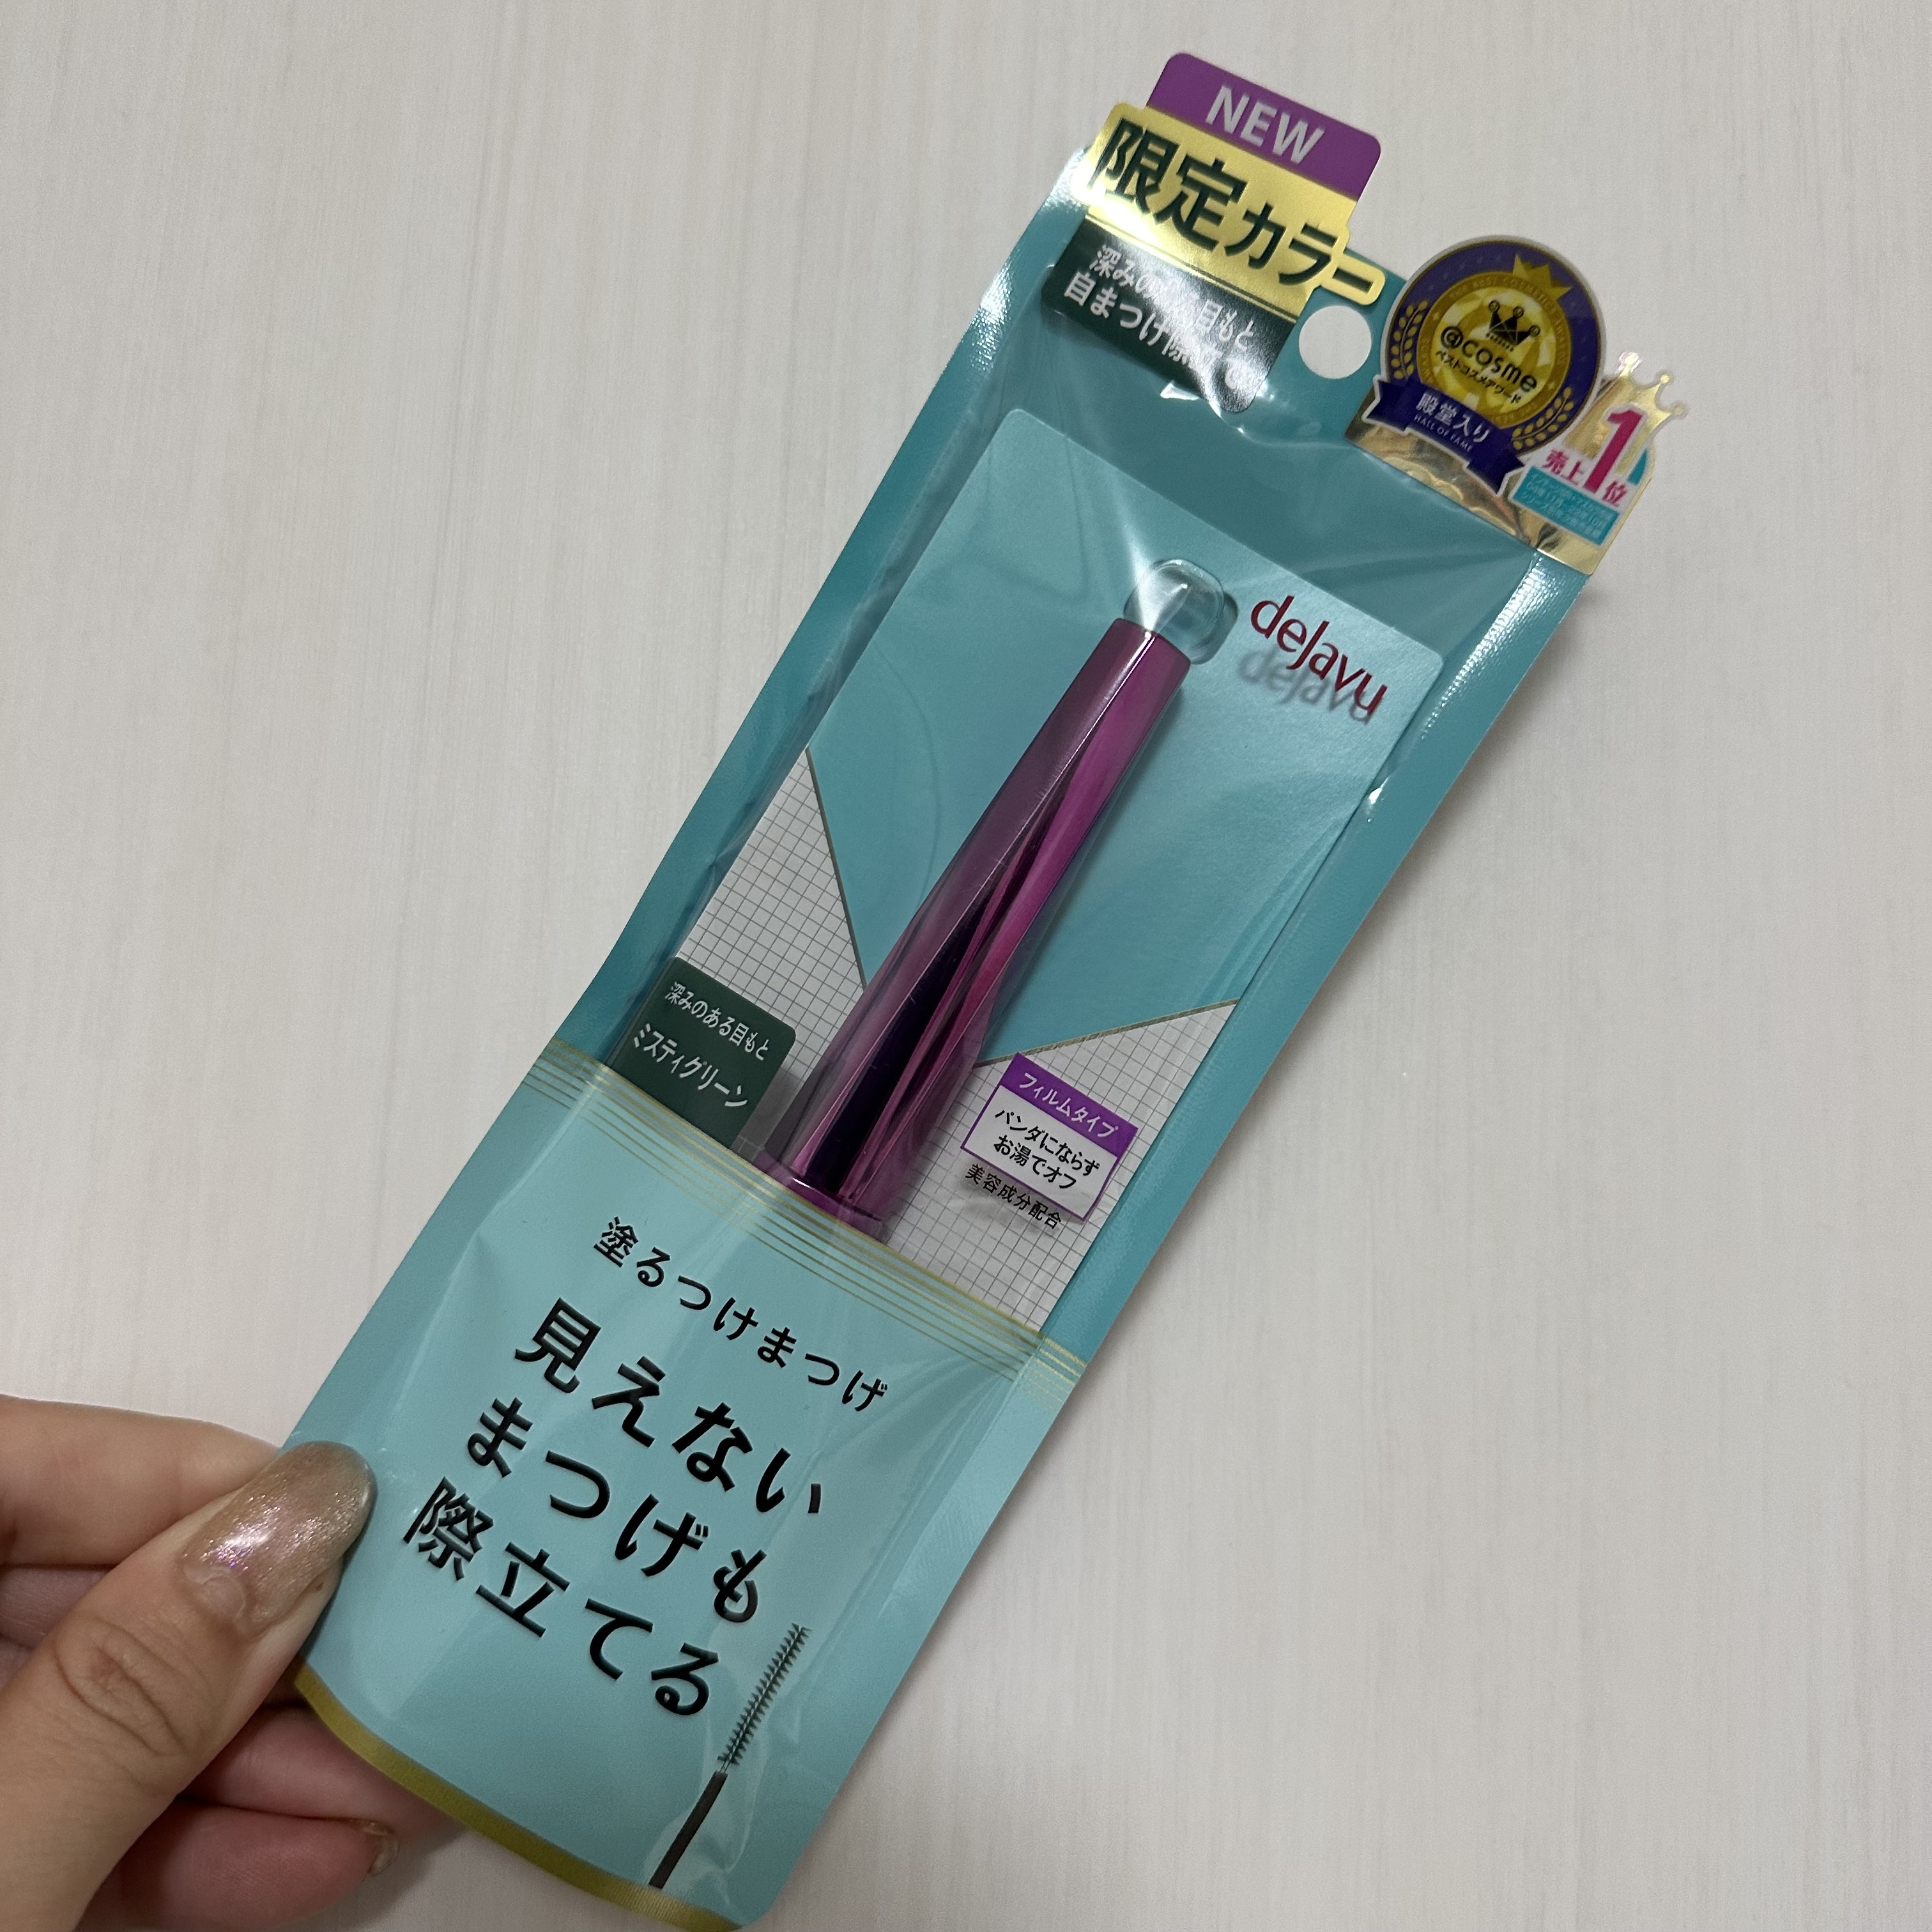 NEW
限定カラー
深みのある目もと
自まつげ際立つ
@cosme
ベストコスメアワード
殿堂入り
HALL OF FAME
売上1位
dejavu
深みのある目もと
ミスティグリーン
フィルムタイプ
パンダにならず
お湯でオフ
美容成分配合
塗るつけまつげ
見えない
まつげも
際立てる